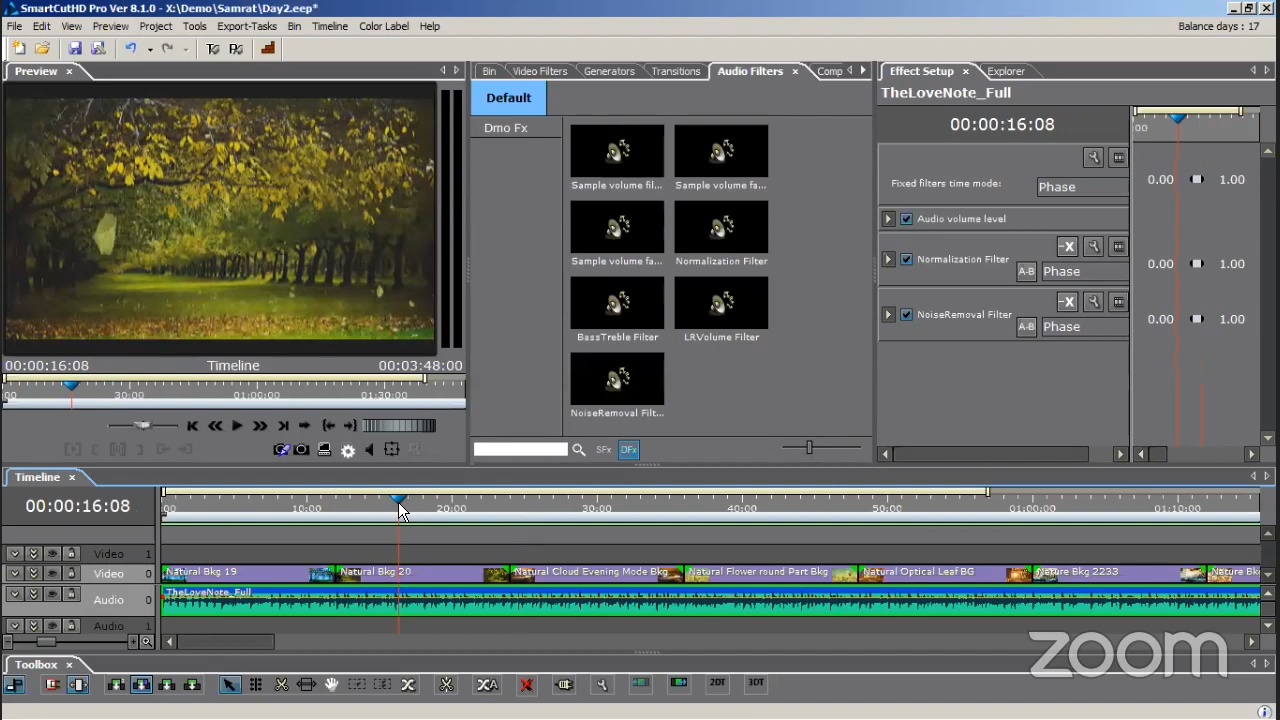 SmartCutHD Pro Ver 8.1.0 - X:\Demo\Samrat\Day2.eep*
File Edit View Preview Project Tools Export-Tasks Bin Timeline Color Label Help Balance days : 17
Preview × Bin Video Filters Generators Transitions Audio Filters × Comp Effect Setup × Explorer
Default
Dmo Fx
Sample volume fil... Sample volume fa...
Sample volume fa... Normalization Filter
BassTreble Filter LRVolume Filter
NoiseRemoval Filt...
SFx DFx
TheLoveNote_Full
00:00:16:08 :00
Fixed filters time mode: Phase 0.00 1.00
Audio volume level
-X
Normalization Filter A-B Phase 0.00 1.00
-X
NoiseRemoval Filter A-B Phase 0.00 1.00
00:00:16:08 Timeline 00:03:48:00
:00 30:00 01:00:00 01:30:00
Timeline ×
00:00:16:08 :00 10:00 20:00 30:00 40:00 50:00 01:00:00 01:10:00
Video 1
Video 0 Natural Bkg 19 Natural Bkg 20 Natural Cloud Evening Mode Bkg Natural Flower round Part Bkg Natural Optical Leaf BG Nature Bkg 2233 Nature Bk
Audio 0 TheLoveNote_Full
Audio 1
zoom
Toolbox ×
XA 2DT 3DT